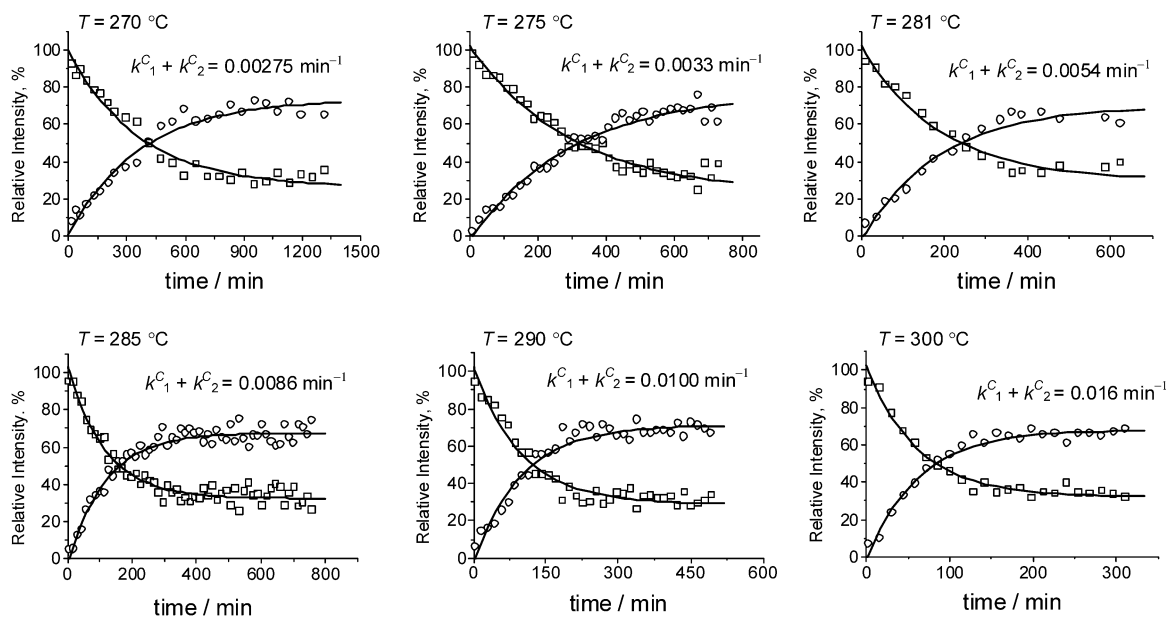 T = 270 °C
k^C_1 + k^C_2 = 0.00275 min^−1
Relative Intensity, %
100
80
60
40
20
0
0 300 600 900 1200 1500
time / min
T = 275 °C
k^C_1 + k^C_2 = 0.0033 min^−1
Relative Intensity, %
100
80
60
40
20
0
0 200 400 600 800
time / min
T = 281 °C
k^C_1 + k^C_2 = 0.0054 min^−1
Relative Intensity, %
100
80
60
40
20
0
0 200 400 600
time / min
T = 285 °C
k^C_1 + k^C_2 = 0.0086 min^−1
Relative Intensity. %
100
80
60
40
20
0
0 200 400 600 800
time / min
T = 290 °C
k^C_1 + k^C_2 = 0.0100 min^−1
Relative Intensity, %
100
80
60
40
20
0
0 150 300 450 600
time / min
T = 300 °C
k^C_1 + k^C_2 = 0.016 min^−1
Relative Intensity, %
100
80
60
40
20
0
0 100 200 300
time / min